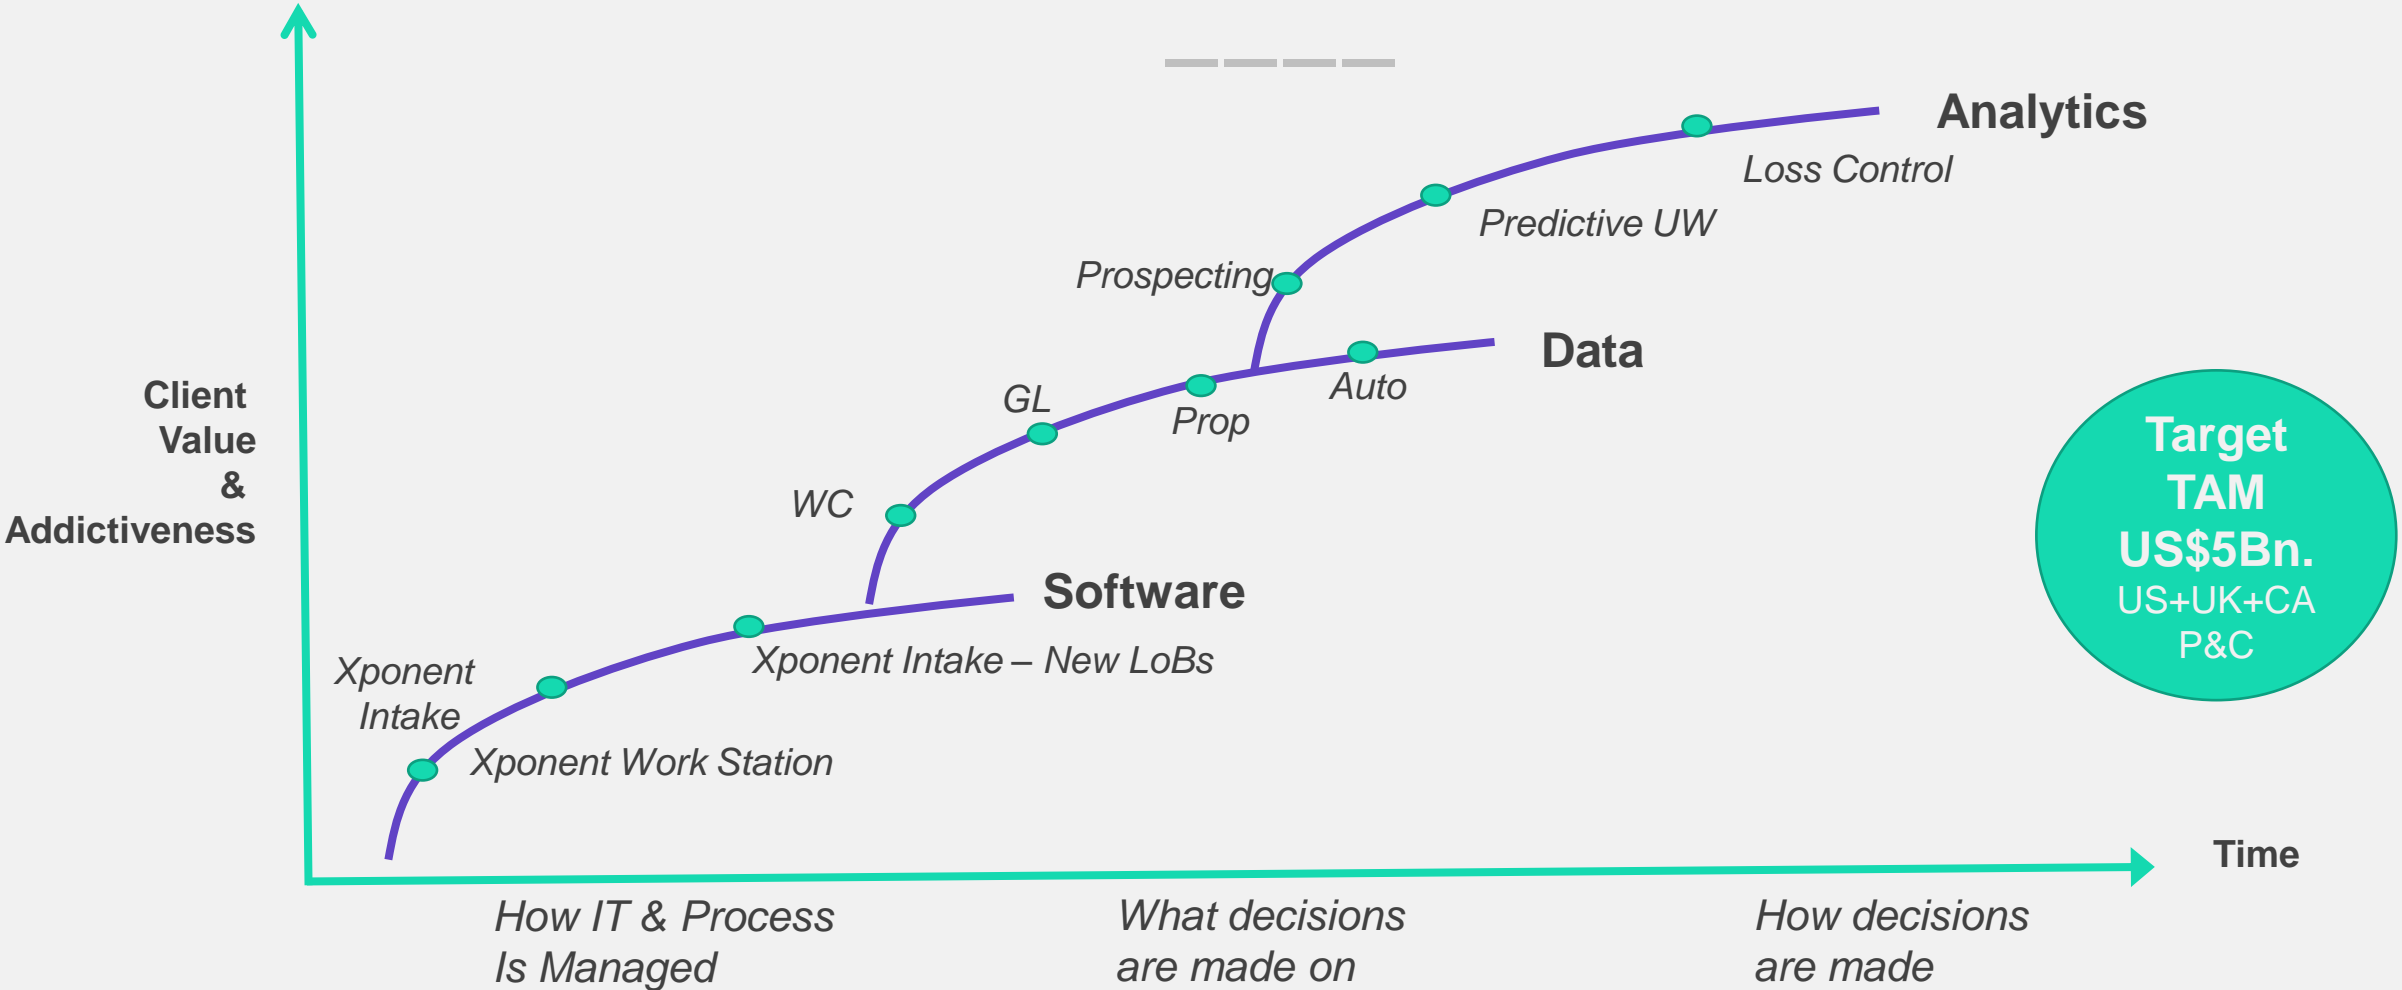 Analytics
Loss Control
Predictive UW
Prospecting
Data
Auto
GL
Prop
Client
Value
&
Addictiveness
Target
TAM
US$5Bn.
US+UK+CA
P&C
WC
Software
Xponent Intake – New LoBs
Xponent
Intake
Xponent Work Station
Time
How IT & Process
Is Managed
What decisions
are made on
How decisions
are made